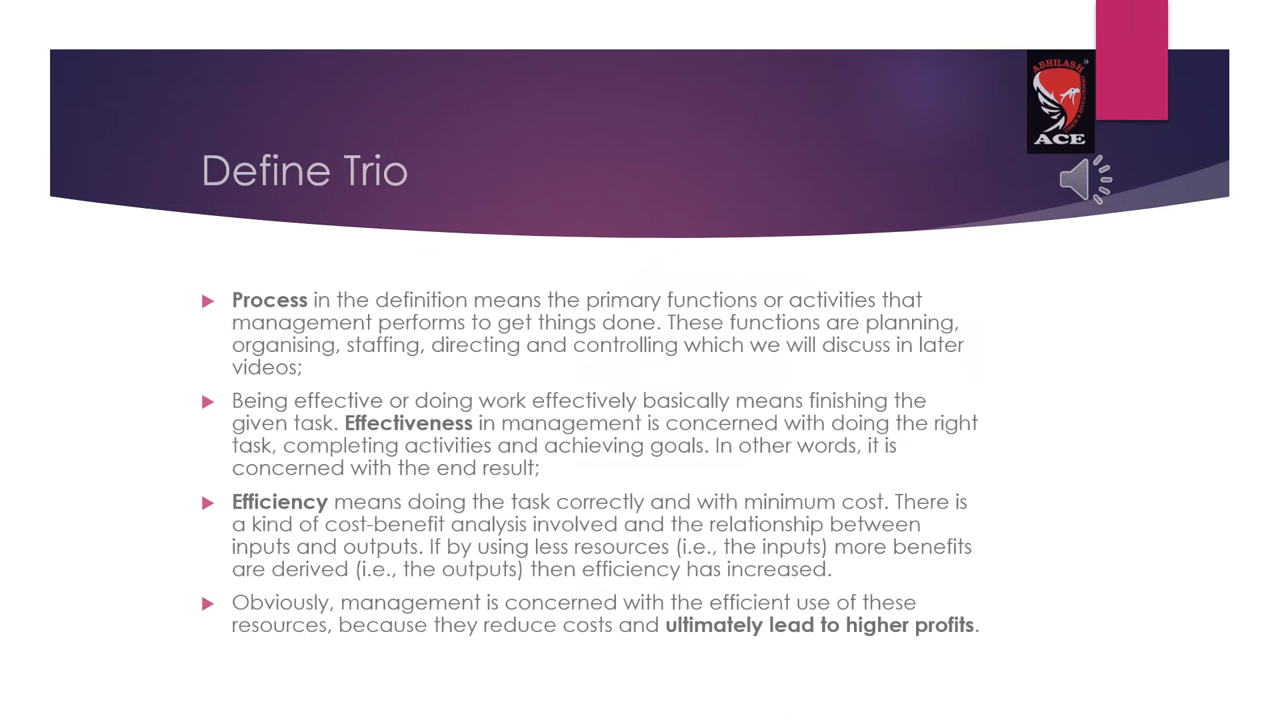 ABHILASH
ACE
Define Trio
Process in the definition means the primary functions or activities that
management performs to get things done. These functions are planning,
organising, staffing, directing and controlling which we will discuss in later
videos;
Being effective or doing work effectively basically means finishing the
given task. Effectiveness in management is concerned with doing the right
task, completing activities and achieving goals. In other words, it is
concerned with the end result;
Efficiency means doing the task correctly and with minimum cost. There is
a kind of cost-benefit analysis involved and the relationship between
inputs and outputs. If by using less resources (i.e., the inputs) more benefits
are derived (i.e., the outputs) then efficiency has increased.
Obviously, management is concerned with the efficient use of these
resources, because they reduce costs and ultimately lead to higher profits.